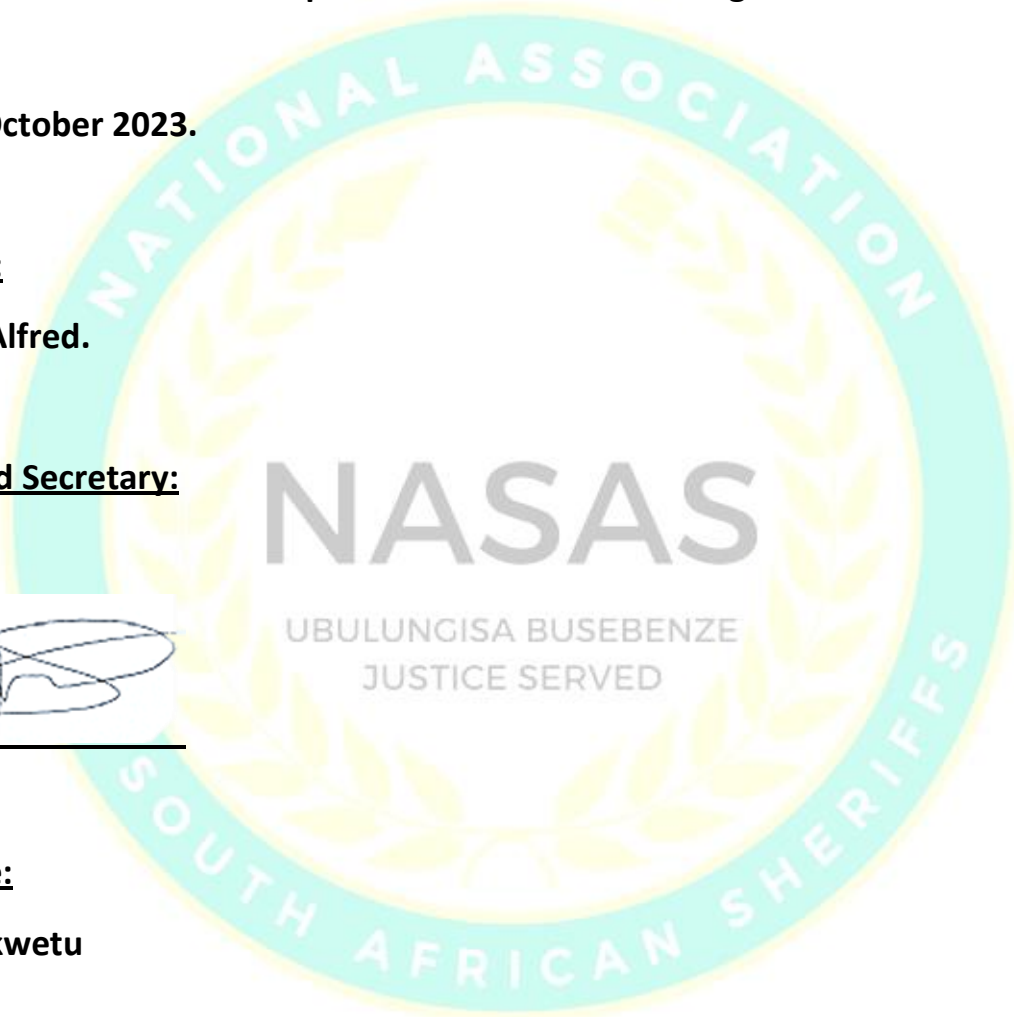 NATIONAL ASSOCIATION
October 2023.
Alfred.
d Secretary:
NASAS
UBULUNGISA BUSEBENZE
JUSTICE SERVED
e:
kwetu
SOUTH AFRICAN SHERIFFS